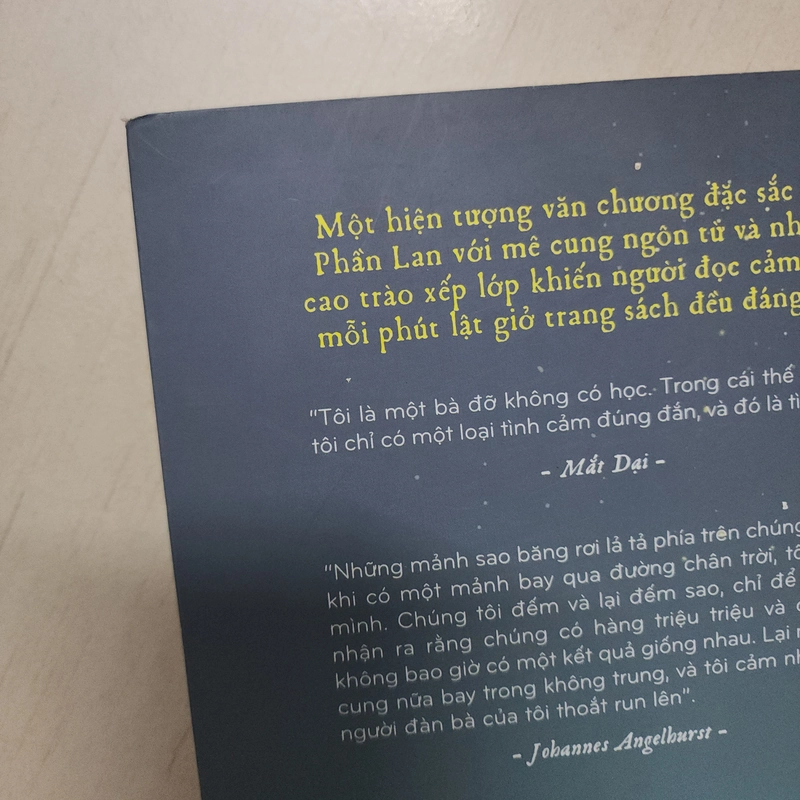 Một hiện tượng văn chương đặc sắc
Phần Lan với mê cung ngôn từ và nh
cao trào xếp lớp khiến người đọc cảm
mỗi phút lật giở trang sách đều đáng
"Tôi là một bà đỡ không có học. Trong cái thế
tôi chỉ có một loại tình cảm đúng đắn, và đó là tì
- Mắt Dại -
"Những mảnh sao băng rơi lả tả phía trên chúng
khi có một mảnh bay qua đường chân trời, tô
mình. Chúng tôi đếm và lại đếm sao, chỉ để
nhận ra rằng chúng có hàng triệu triệu và
không bao giờ có một kết quả giống nhau. Lại
cung nữa bay trong không trung, và tôi cảm nh
người đàn bà của tôi thoắt run lên".
- Johannes Angelhurst -